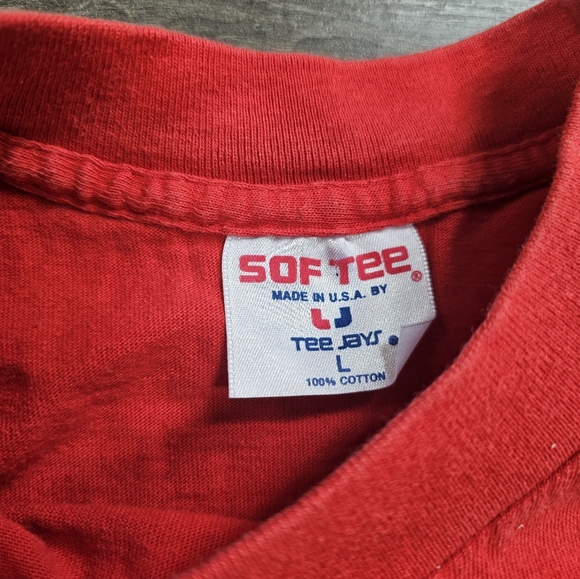 SOF TEE®
MADE IN U.S.A. BY
TEE JAYS
L
100% COTTON